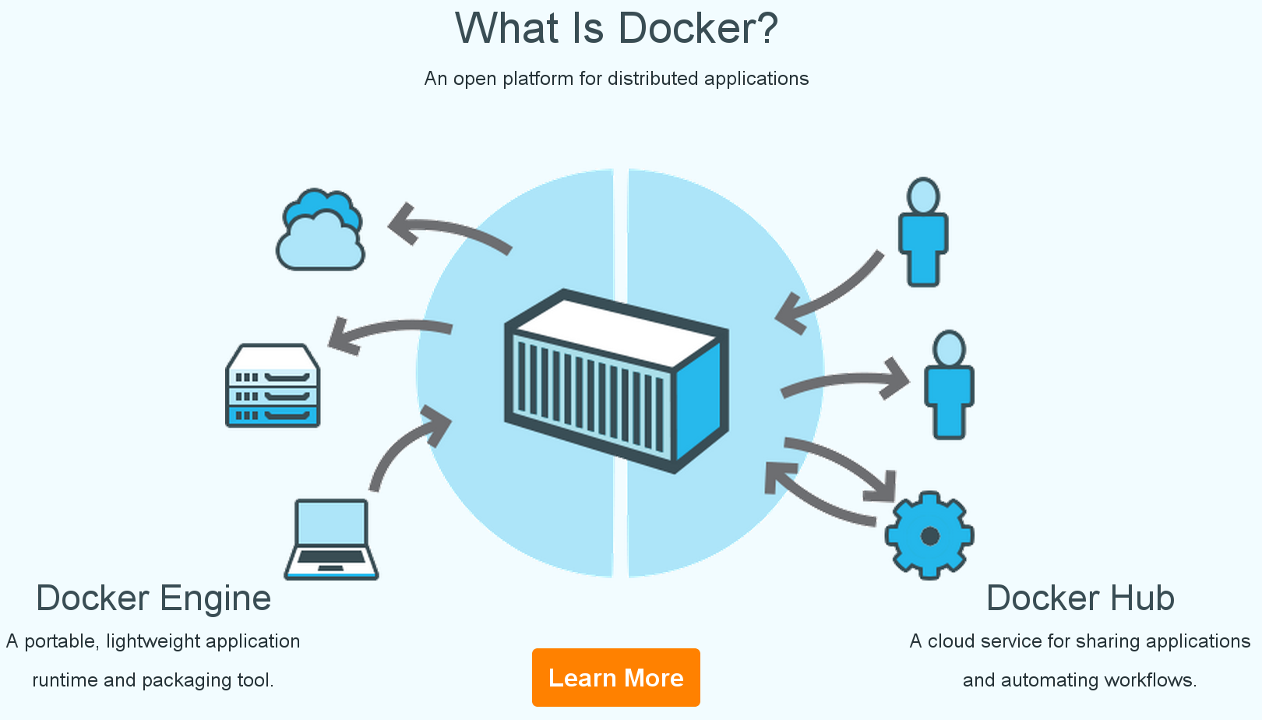 What Is Docker?
An open platform for distributed applications
Docker Engine
A portable, lightweight application
runtime and packaging tool.
Docker Hub
A cloud service for sharing applications
and automating workflows.
Learn More